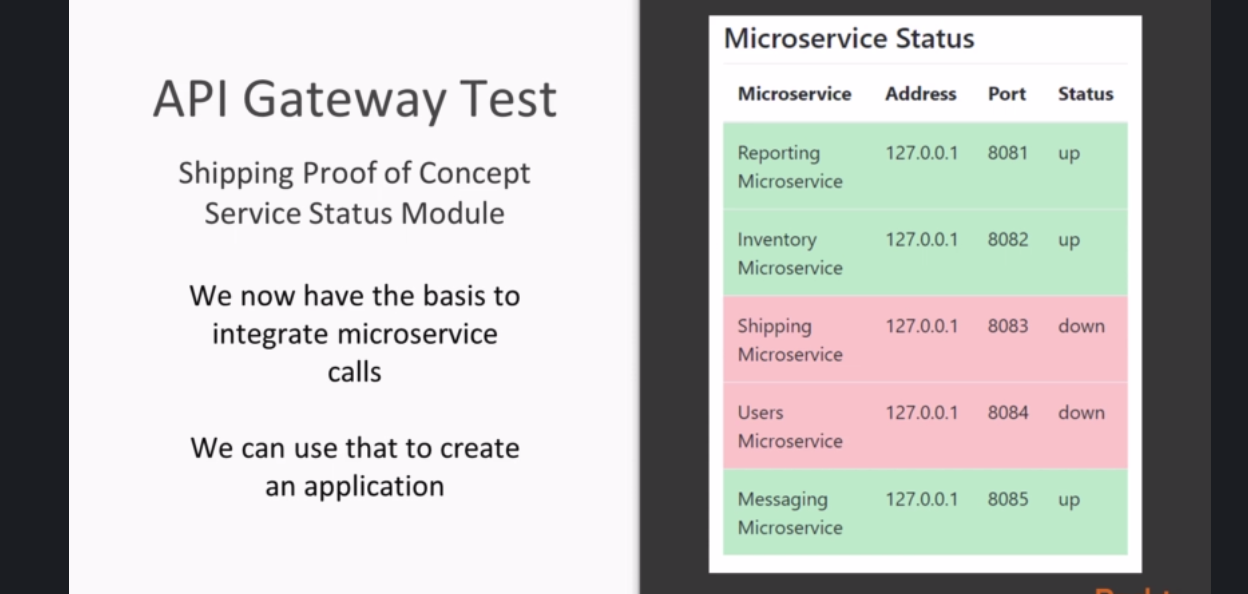 API Gateway Test
Shipping Proof of Concept
Service Status Module
We now have the basis to
integrate microservice
calls
We can use that to create
an application
Microservice Status
Microservice Address Port Status
Reporting 127.0.0.1 8081 up
Microservice
Inventory 127.0.0.1 8082 up
Microservice
Shipping 127.0.0.1 8083 down
Microservice
Users 127.0.0.1 8084 down
Microservice
Messaging 127.0.0.1 8085 up
Microservice